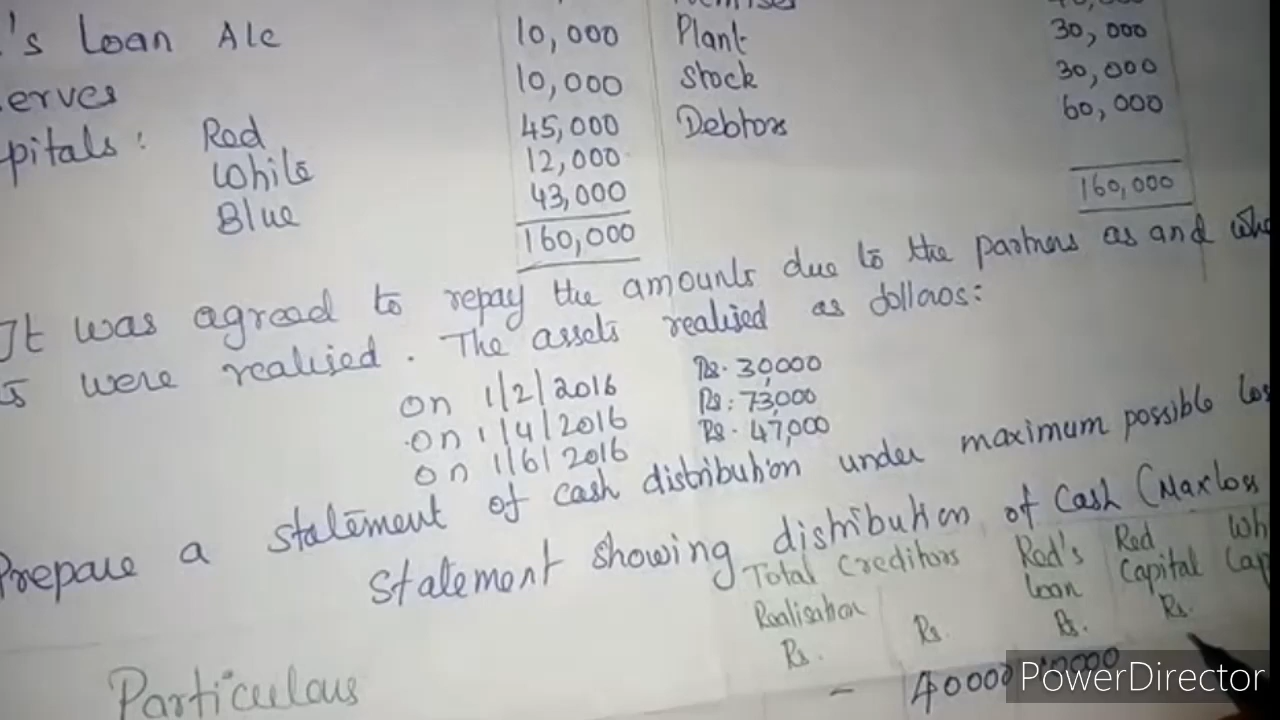 's Loan A/c 10,000 Plant 30,000
erves 10,000 Stock 30,000
pitals: Red 45,000 Debtors 60,000
White 12,000
Blue 43,000 160,000
160,000
It was agreed to repay the amounts due to the partners as and
were realised. The assets realised as follows:
on 1/2/2016 Rs. 30000
on 1/4/2016 Rs. 73,000
on 1/6/2016 Rs. 47,000
Prepare a statement of cash distribution under maximum possible
Statement showing distribution of Cash (Max loss
Particulars Total Realisation Rs. Creditors Rs. Red's loan Rs. Red Capital Rs.
- 40000
PowerDirector